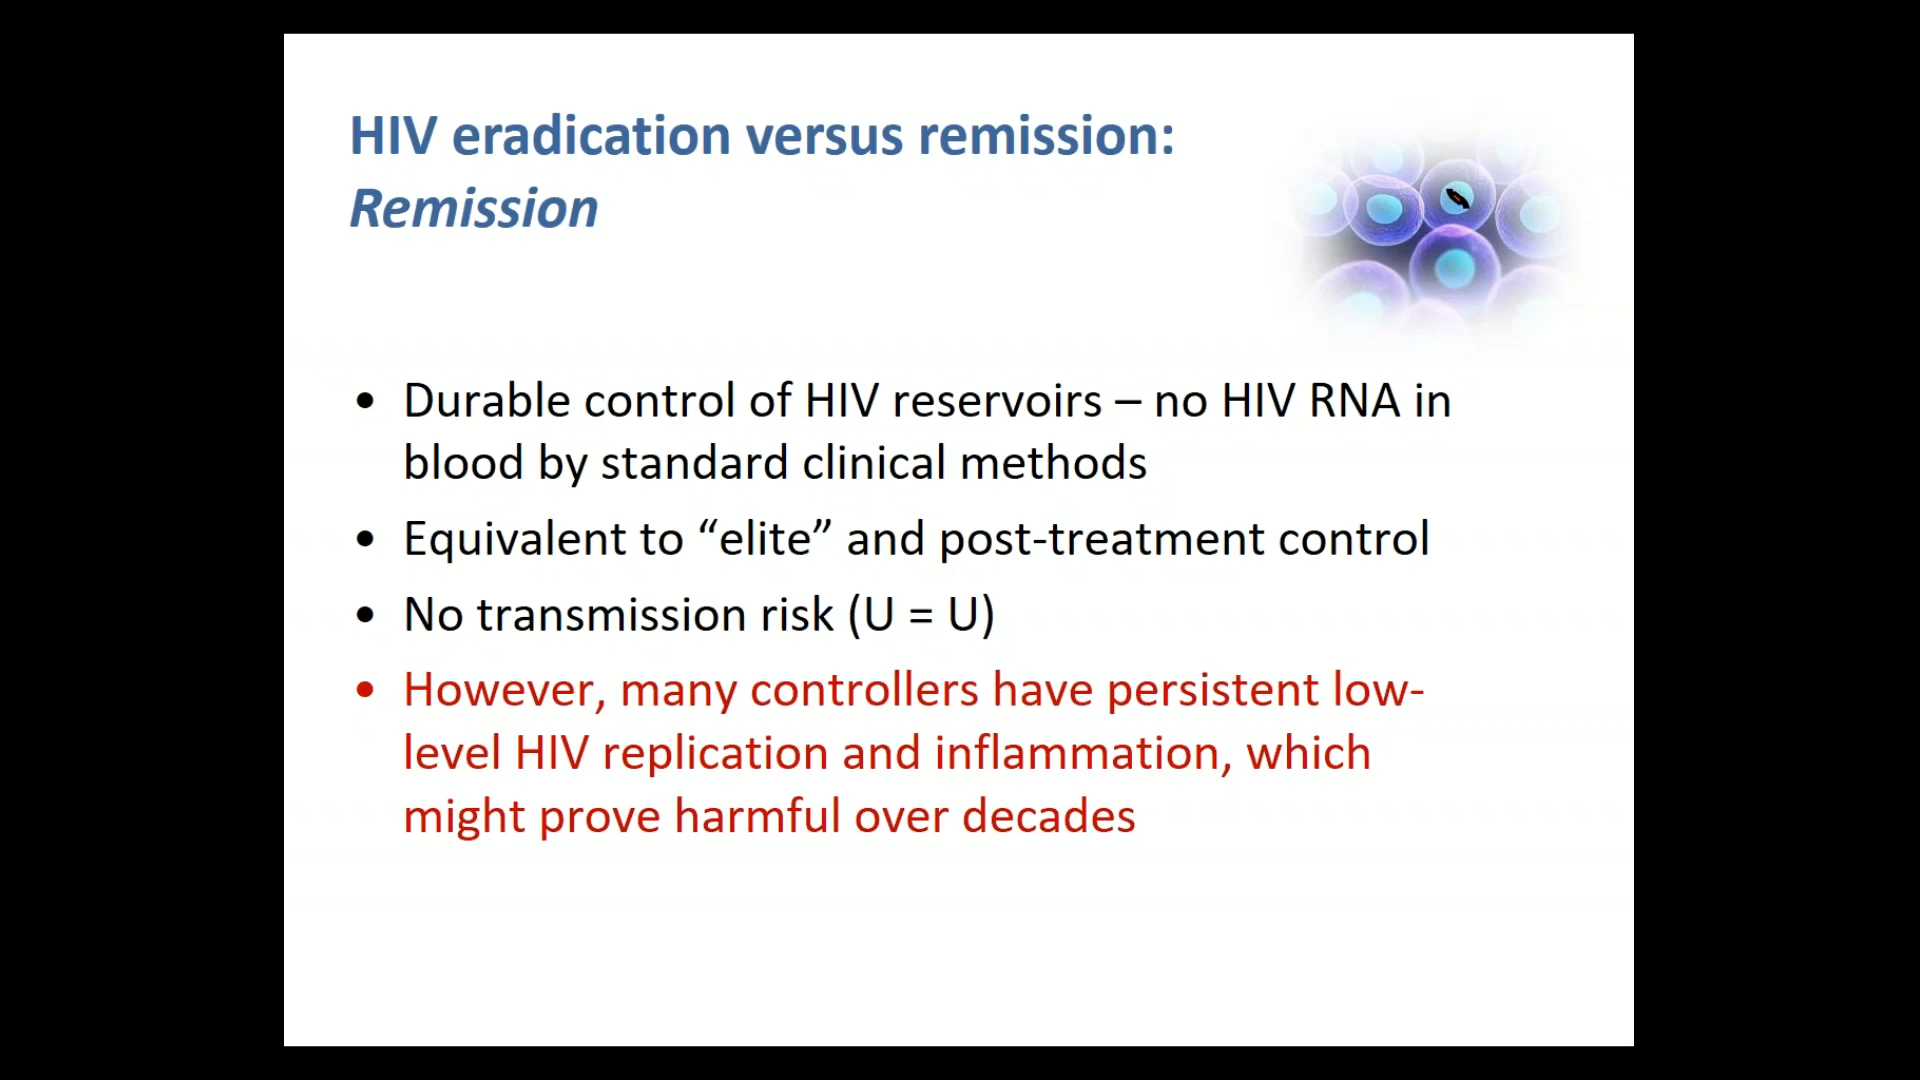 HIV eradication versus remission:
Remission
• Durable control of HIV reservoirs – no HIV RNA in
blood by standard clinical methods
• Equivalent to “elite” and post-treatment control
• No transmission risk (U = U)
• However, many controllers have persistent low-
level HIV replication and inflammation, which
might prove harmful over decades